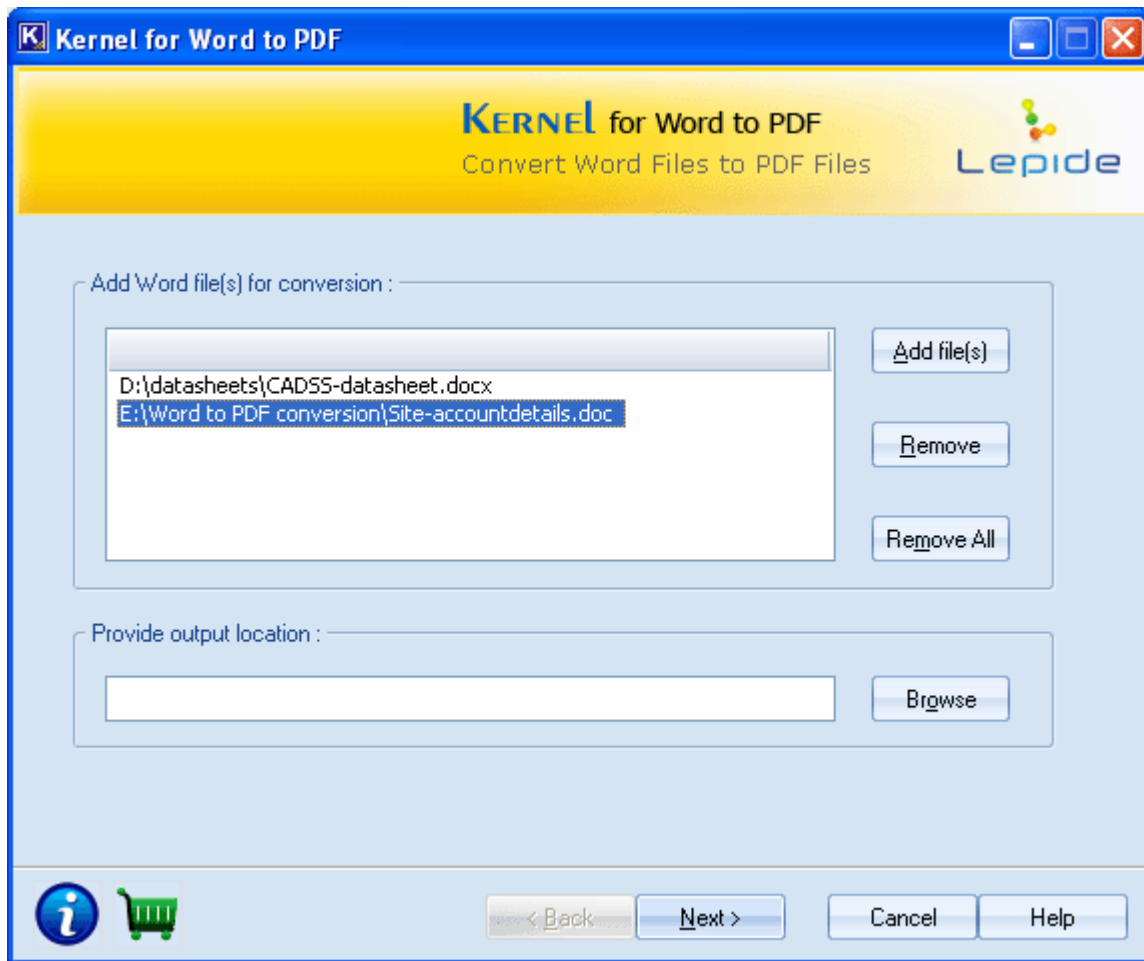 Kernel for Word to PDF
KERNEl for Word to PDF
Convert Word Files to PDF Files
Lepide
Add Word file(s) for conversion :
Add file(s)
D:\datasheets\CADSS-datasheet.docx
E:\Word to PDF conversion\Site-accountdetails.doc
Remove
Remove All
Provide output location :
Browse
< Back Next > Cancel Help